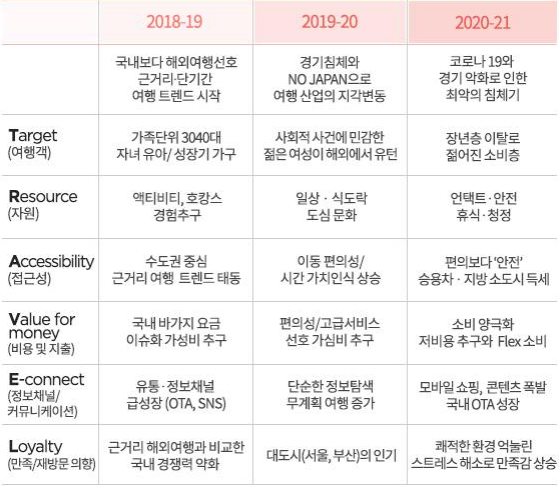 2018-19
2019-20
2020-21
국내보다 해외여행선호
근거리·단기간
여행 트렌드 시작
경기침체와
NO JAPAN으로
여행 산업의 지각변동
코로나 19와
경기 악화로 인한
최악의 침체기
Target
(여행객)
가족단위 3040대
자녀 유아/ 성장기 가구
사회적 사건에 민감한
젊은 여성이 해외에서 유턴
장년층 이탈로
젊어진 소비층
Resource
(자원)
액티비티, 호캉스
경험추구
일상 · 식도락
도심 문화
언택트·안전
휴식·청정
Accessibility
(접근성)
수도권 중심
근거리 여행 트렌드 태동
이동 편의성/
시간 가치인식 상승
편의보다 '안전'
승용차 · 지방 소도시 득세
Value for
money
(비용 및 지출)
국내 바가지 요금
이슈화 가성비 추구
편의성/고급서비스
선호 가심비 추구
소비 양극화
저비용 추구와 Flex 소비
E-connect
(정보채널/
커뮤니케이션)
유통·정보채널
급성장 (OTA, SNS)
단순한 정보탐색
무계획 여행 증가
모바일 쇼핑, 콘텐츠 폭발
국내 OTA 성장
Loyalty
(만족/재방문 의향)
근거리 해외여행과 비교한
국내 경쟁력 약화
대도시(서울, 부산)의 인기
쾌적한 환경 억눌린
스트레스 해소로 만족감 상승